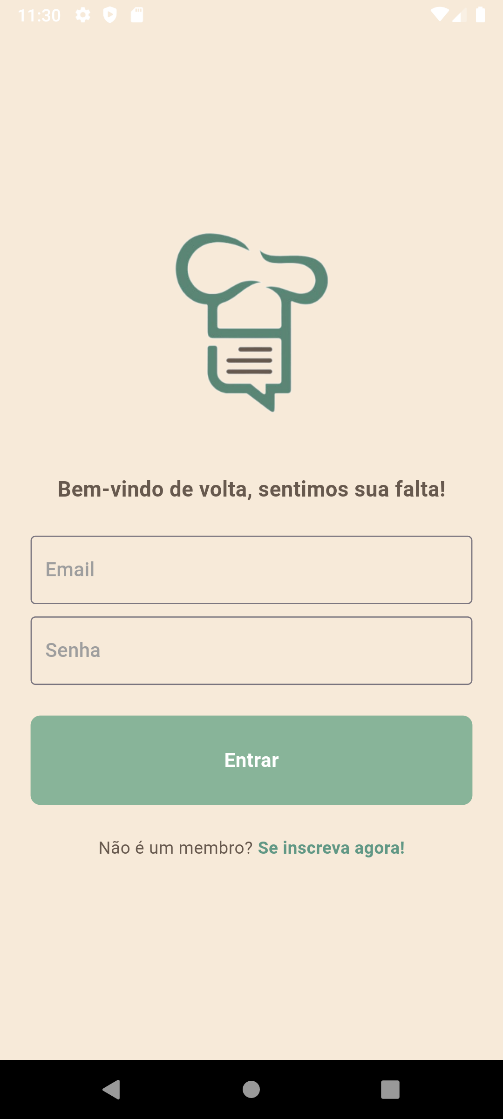 11:30
Bem-vindo de volta, sentimos sua falta!
Email
Senha
Entrar
Não é um membro? Se inscreva agora!